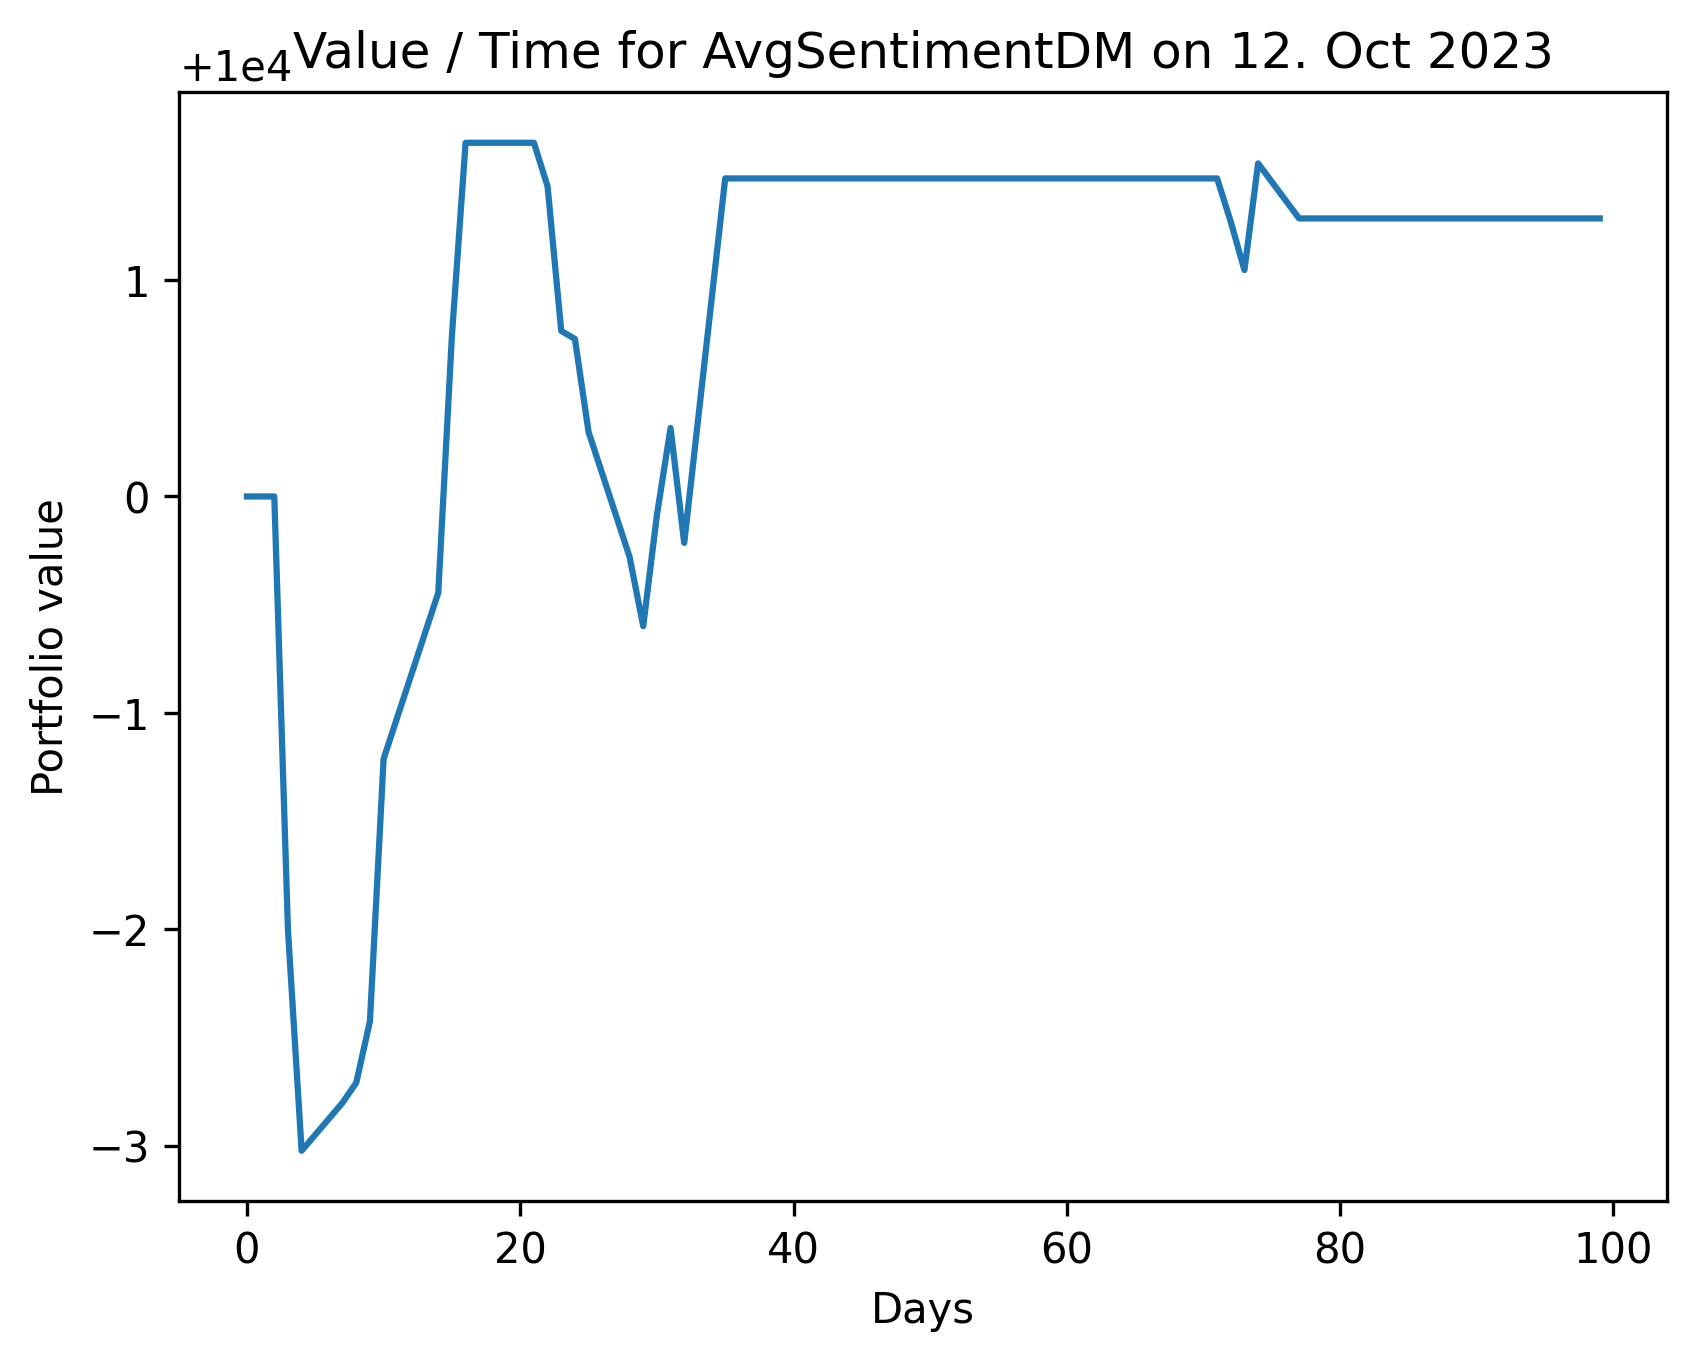 Value / Time for AvgSentimentDM on 12. Oct 2023
+1e4
1
0
−1
−2
−3
Portfolio value
0 20 40 60 80 100
Days